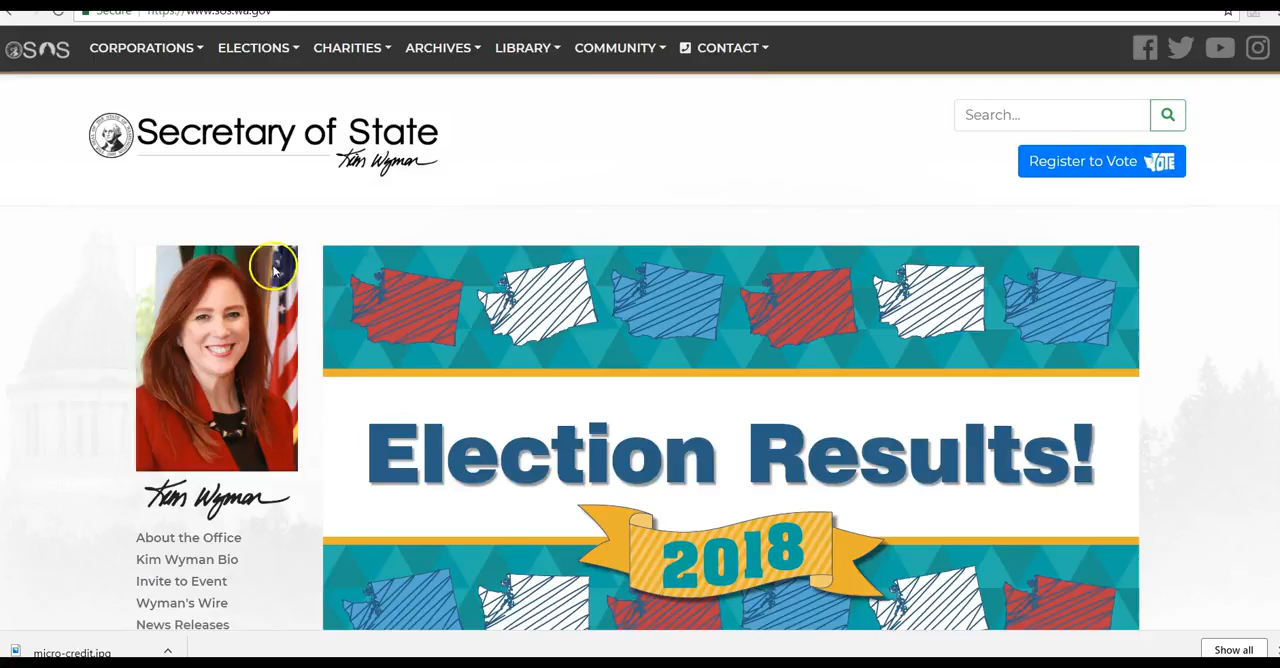 Secure https://www.sos.wa.gov
SOS CORPORATIONS ELECTIONS CHARITIES ARCHIVES LIBRARY COMMUNITY CONTACT
Secretary of State
Kim Wyman
Search...
Register to Vote VOTE
Election Results!
2018
Kim Wyman
About the Office
Kim Wyman Bio
Invite to Event
Wyman's Wire
News Releases
micro-credit.jpg
Show all